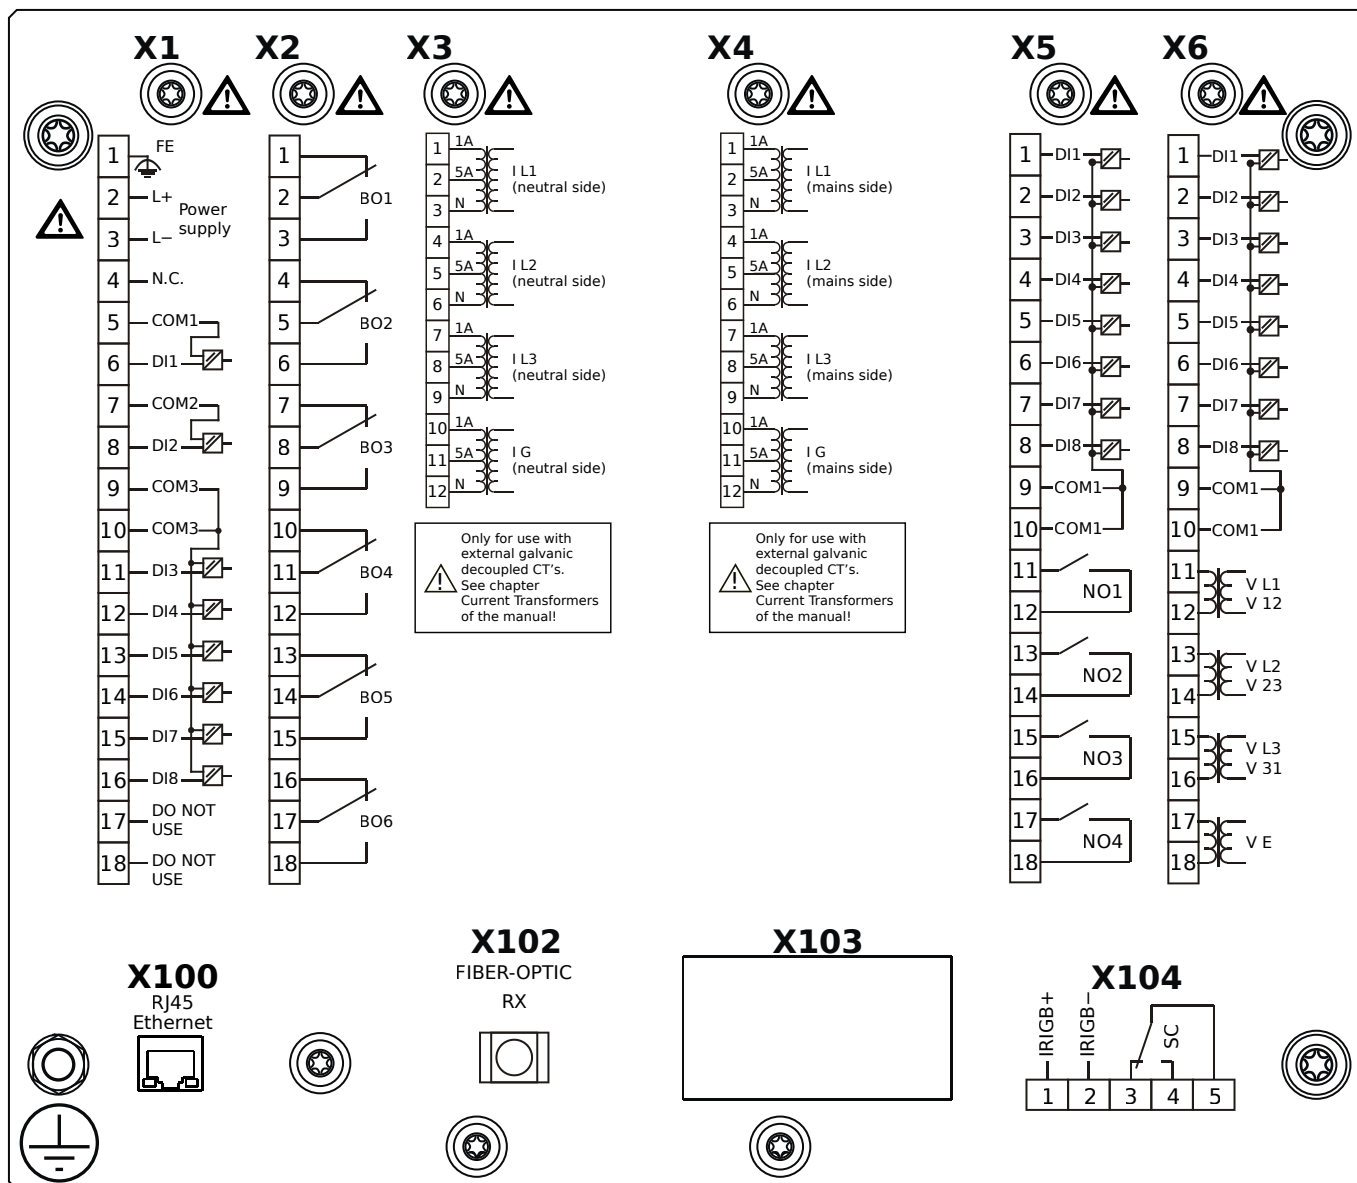 X1
X2
X3
X4
X5
X6
1
FE
2
L+
Power
supply
3
L−
4
N.C.
5
COM1
6
DI1
7
COM2
8
DI2
9
COM3
10
COM3
11
DI3
12
DI4
13
DI5
14
DI6
15
DI7
16
DI8
17
DO NOT
USE
18
DO NOT
USE
1
2
BO1
3
4
5
BO2
6
7
8
BO3
9
10
11
BO4
12
13
14
BO5
15
16
17
BO6
18
1
1A
2
5A
I L1
(neutral side)
3
N
4
1A
5
5A
I L2
(neutral side)
6
N
7
1A
8
5A
I L3
(neutral side)
9
N
10
1A
11
5A
I G
(neutral side)
12
N
Only for use with
external galvanic
decoupled CT's.
See chapter
Current Transformers
of the manual!
1
1A
2
5A
I L1
(mains side)
3
N
4
1A
5
5A
I L2
(mains side)
6
N
7
1A
8
5A
I L3
(mains side)
9
N
10
1A
11
5A
I G
(mains side)
12
N
Only for use with
external galvanic
decoupled CT's.
See chapter
Current Transformers
of the manual!
1
DI1
2
DI2
3
DI3
4
DI4
5
DI5
6
DI6
7
DI7
8
DI8
9
COM1
10
COM1
11
NO1
12
13
NO2
14
15
NO3
16
17
NO4
18
1
DI1
2
DI2
3
DI3
4
DI4
5
DI5
6
DI6
7
DI7
8
DI8
9
COM1
10
COM1
11
V L1
V 12
12
13
V L2
V 23
14
15
V L3
V 31
16
17
V E
18
X100
RJ45
Ethernet
X102
FIBER-OPTIC
RX
X103
X104
IRIGB+
IRIGB−
SC
1
2
3
4
5